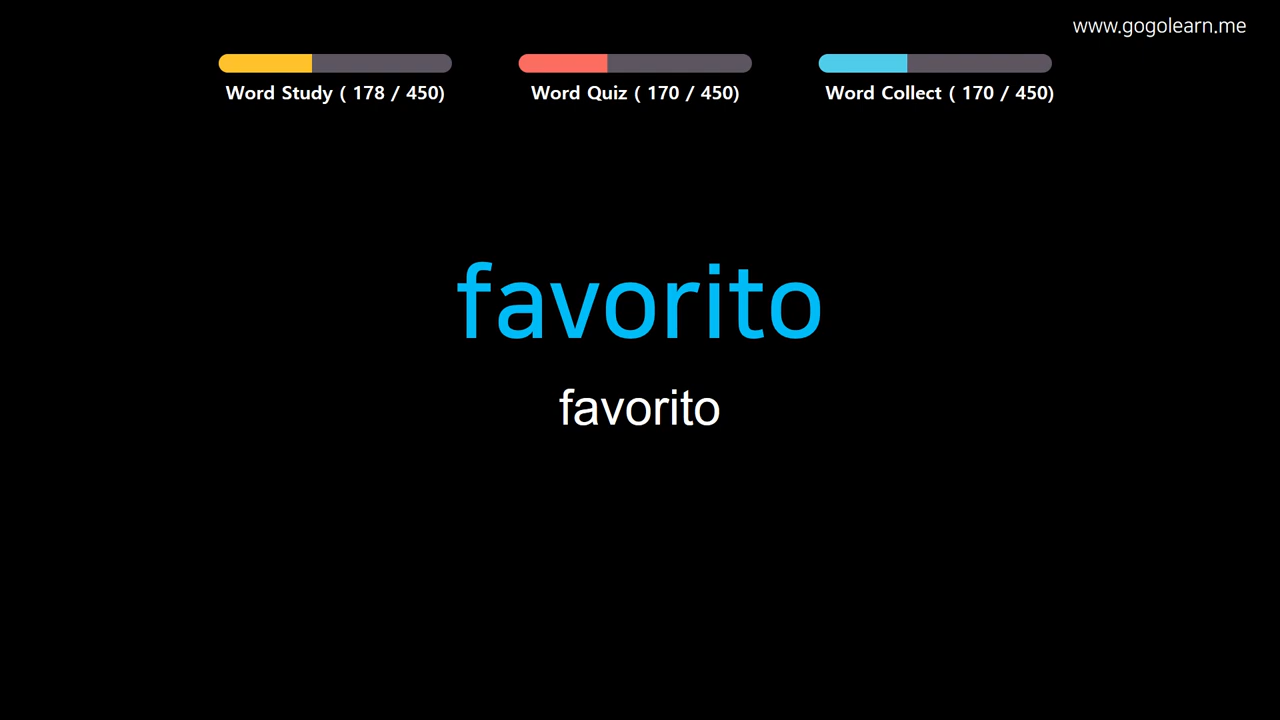 www.gogolearn.me
Word Study ( 178 / 450)
Word Quiz ( 170 / 450)
Word Collect ( 170 / 450)
favorito
favorito